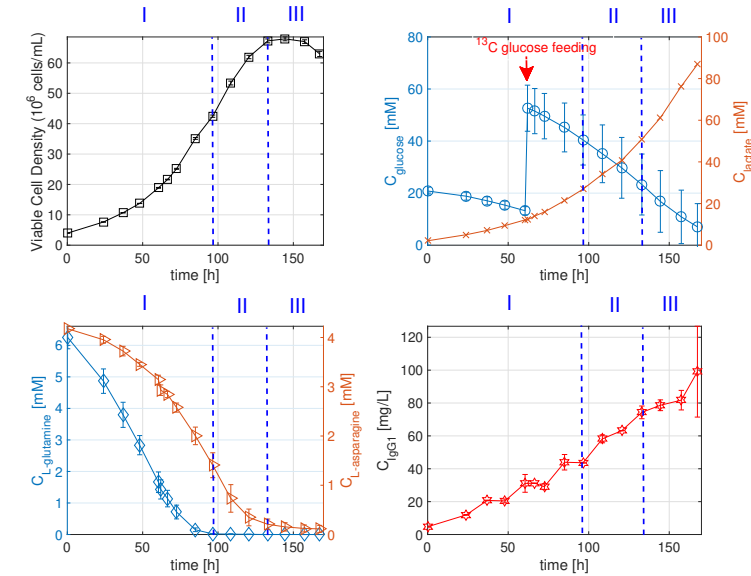 I II III
Viable Cell Density (10⁶ cells/mL)
0 10 20 30 40 50 60
0 50 100 150
time [h]
I II III
¹³C glucose feeding
C_glucose [mM]
0 20 40 60 80
C_lactate [mM]
0 20 40 60 80 100
0 50 100 150
time [h]
I II III
C_L-glutamine [mM]
0 1 2 3 4 5 6
C_L-asparagine [mM]
0 1 2 3 4
0 50 100 150
time [h]
I II III
C_IgG1 [mg/L]
0 20 40 60 80 100 120
0 50 100 150
time [h]